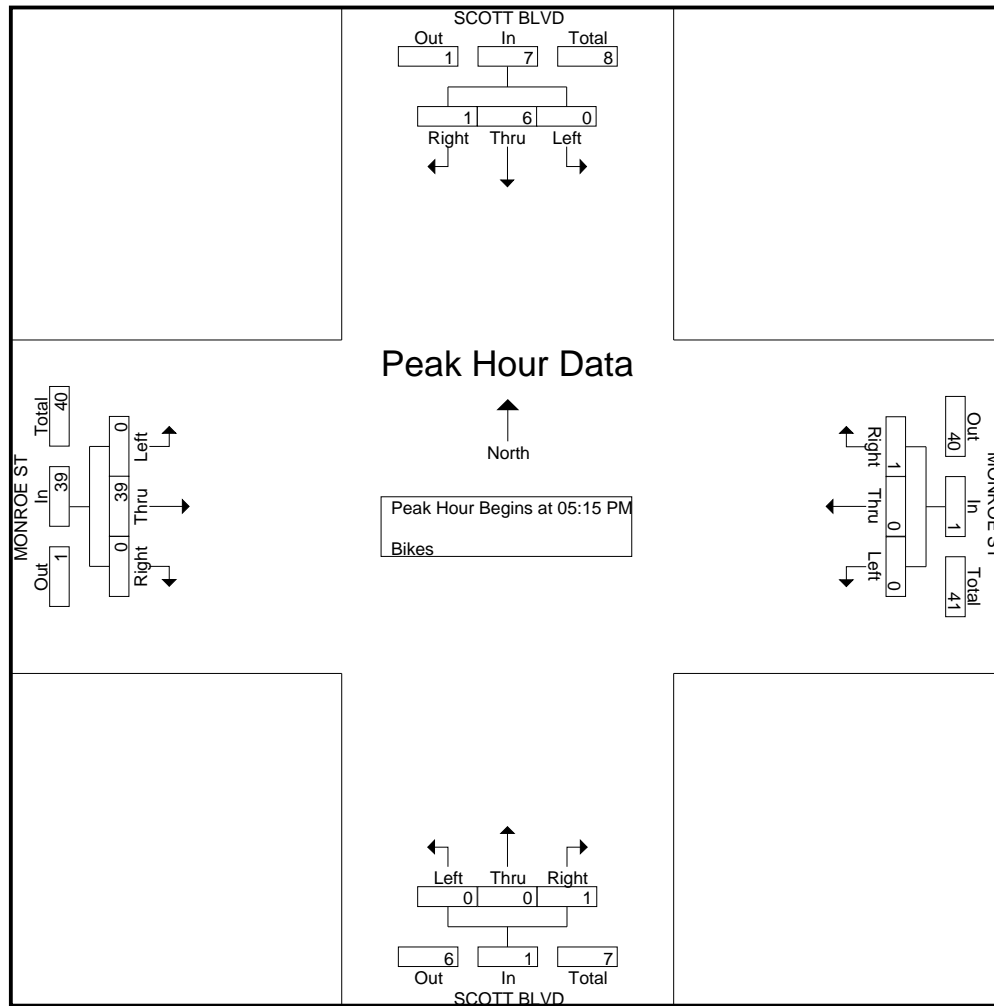 SCOTT BLVD
Out In Total
1 7 8
1 6 0
Right Thru Left
Peak Hour Data
North
Peak Hour Begins at 05:15 PM
Bikes
MONROE ST
Total In Out
40 39 1
0 39 0
Left Thru Right
Right Thru Left
1 0 0
Out In Total
40 1 41
MONROE ST
Left Thru Right
0 0 1
6 1 7
Out In Total
SCOTT BLVD